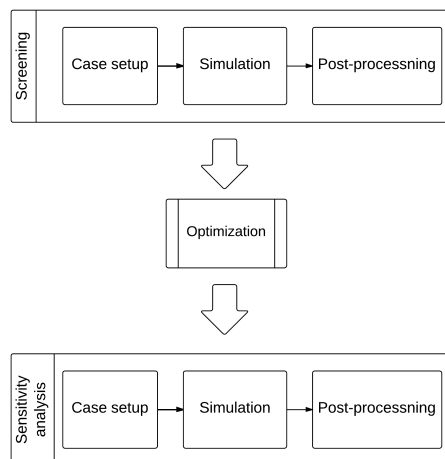 Screening
Case setup
Simulation
Post-processning
Optimization
Sensitivity
analysis
Case setup
Simulation
Post-processning